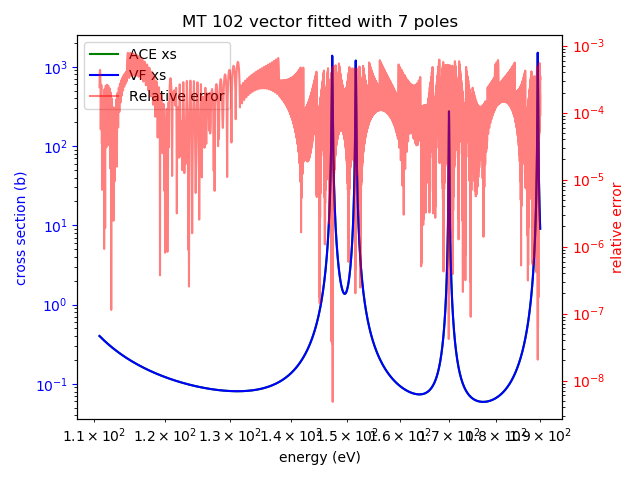 MT 102 vector fitted with 7 poles
ACE xs
VF xs
Relative error
cross section (b)
10³
10²
10¹
10⁰
10⁻¹
10⁻³
10⁻⁴
10⁻⁵
10⁻⁶
10⁻⁷
10⁻⁸
relative error
1.1 × 10² 1.2 × 10² 1.3 × 10² 1.4 × 10² 1.5 × 10² 1.6 × 10² 1.7 × 10² 1.8 × 10² 1.9 × 10²
energy (eV)